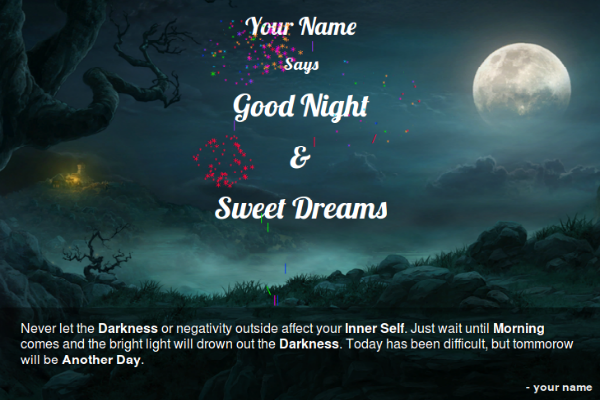 Your Name
Says
Good Night
&
Sweet Dreams
Never let the Darkness or negativity outside affect your Inner Self. Just wait until Morning
comes and the bright light will drown out the Darkness. Today has been difficult, but tommorow
will be Another Day.
- your name